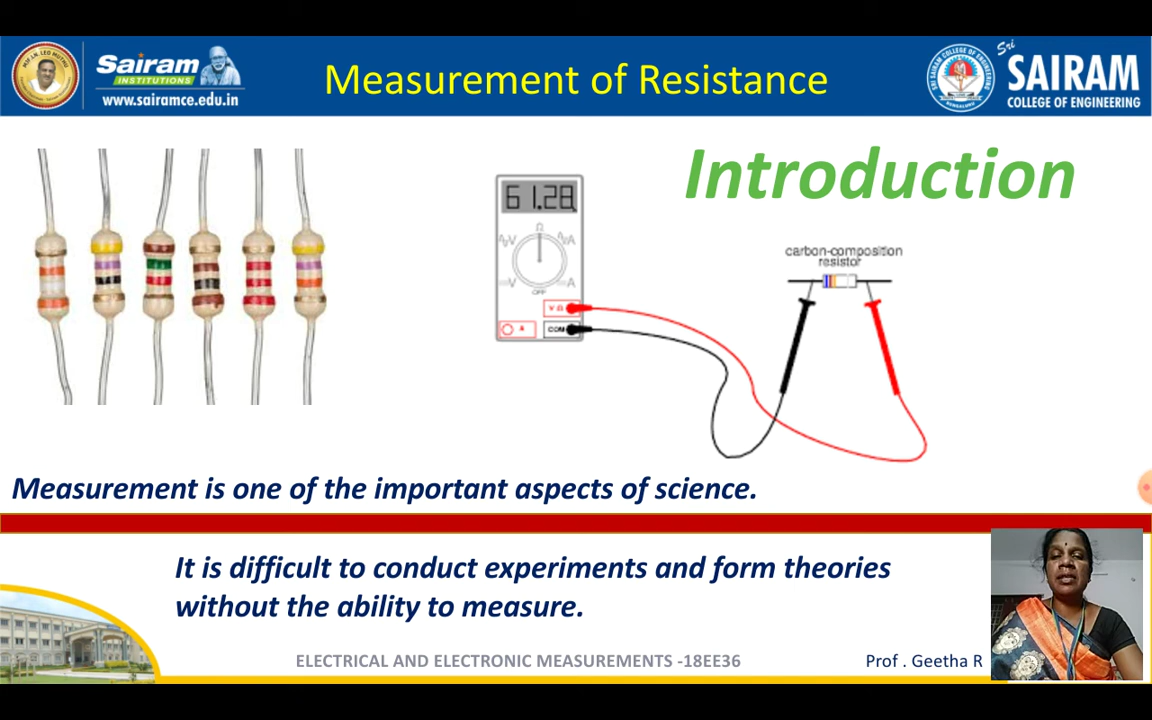 Sairam
INSTITUTIONS
www.sairamce.edu.in
Measurement of Resistance
Sri
SAIRAM
COLLEGE OF ENGINEERING
Introduction
61.28
Ω
V
A
V
A
OFF
V Ω
A
COM
carbon-composition
resistor
Measurement is one of the important aspects of science.
It is difficult to conduct experiments and form theories
without the ability to measure.
ELECTRICAL AND ELECTRONIC MEASUREMENTS -18EE36
Prof . Geetha R